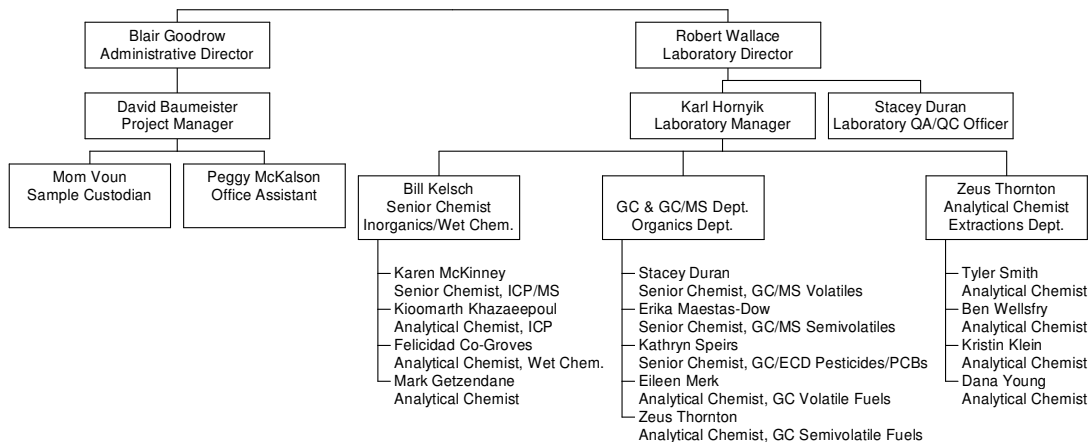 Blair Goodrow
Administrative Director
Robert Wallace
Laboratory Director
David Baumeister
Project Manager
Karl Hornyik
Laboratory Manager
Stacey Duran
Laboratory QA/QC Officer
Mom Voun
Sample Custodian
Peggy McKalson
Office Assistant
Bill Kelsch
Senior Chemist
Inorganics/Wet Chem.
GC & GC/MS Dept.
Organics Dept.
Zeus Thornton
Analytical Chemist
Extractions Dept.
Karen McKinney
Senior Chemist, ICP/MS
Kioomarth Khazaeepoul
Analytical Chemist, ICP
Felicidad Co-Groves
Analytical Chemist, Wet Chem.
Mark Getzendane
Analytical Chemist
Stacey Duran
Senior Chemist, GC/MS Volatiles
Erika Maestas-Dow
Senior Chemist, GC/MS Semivolatiles
Kathryn Speirs
Senior Chemist, GC/ECD Pesticides/PCBs
Eileen Merk
Analytical Chemist, GC Volatile Fuels
Zeus Thornton
Analytical Chemist, GC Semivolatile Fuels
Tyler Smith
Analytical Chemist
Ben Wellsfry
Analytical Chemist
Kristin Klein
Analytical Chemist
Dana Young
Analytical Chemist